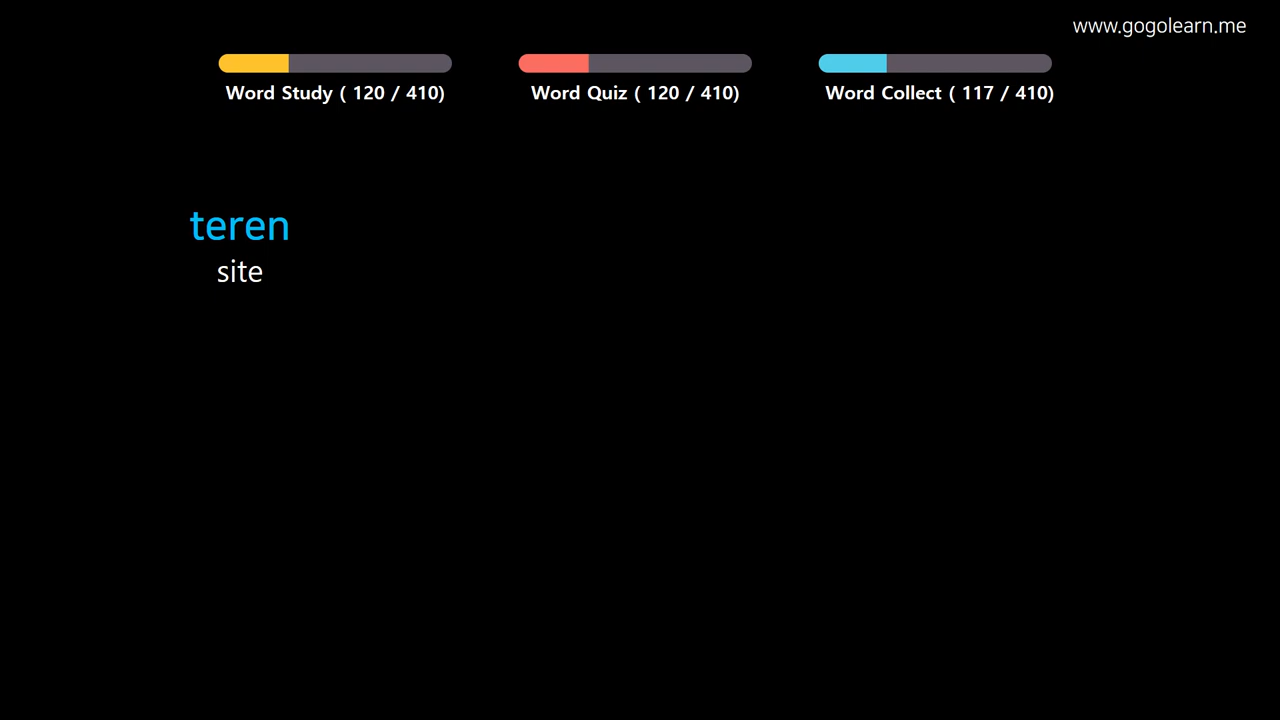 www.gogolearn.me
Word Study ( 120 / 410)
Word Quiz ( 120 / 410)
Word Collect ( 117 / 410)
teren
site